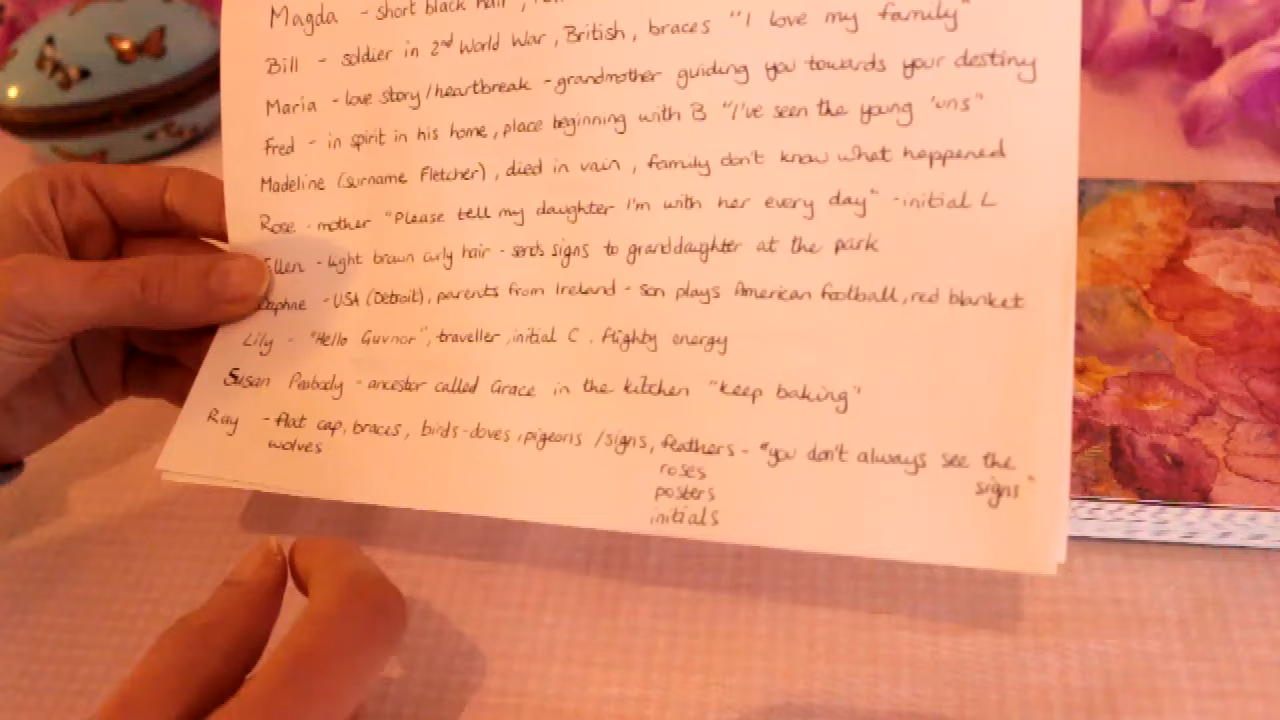 Magda - short black hair,
Bill - soldier in 2nd World War, British, braces "I love my family"
Maria - love story/heartbreak - grandmother guiding you towards your destiny
Fred - in spirit in his home, place beginning with B "I've seen the young 'uns"
Madeline (surname Fletcher), died in vain, family don't know what happened
Rose - mother "Please tell my daughter I'm with her every day" - initial L
Ellen - light brown curly hair - sends signs to granddaughter at the park
Daphne - USA (Detroit), parents from Ireland - son plays American football, red blanket
Lily - "Hello Guvnor", traveller, initial C. flighty energy
Susan Peabody - ancestor called Grace in the kitchen "keep baking"
Ray - flat cap, braces, birds-doves, pigeons / signs, feathers - "you don't always see the
wolves roses signs"
posters
initials